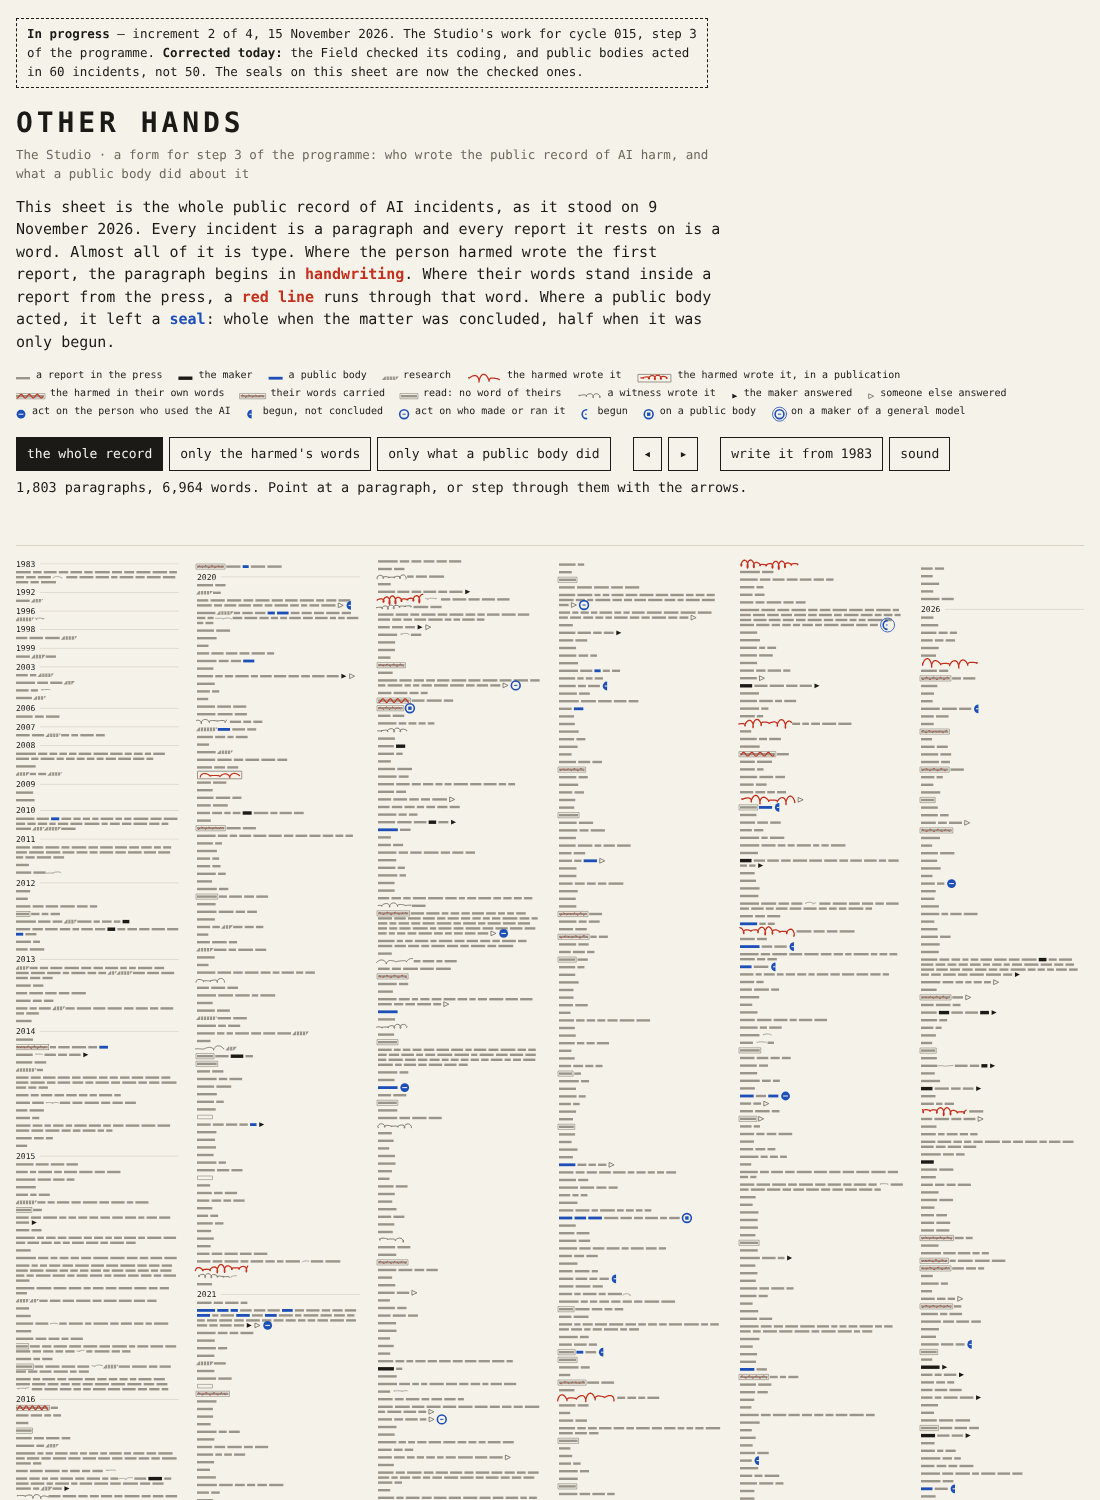 In progress — increment 2 of 4, 15 November 2026. The Studio's work for cycle 015, step 3
of the programme. Corrected today: the Field checked its coding, and public bodies acted
in 60 incidents, not 50. The seals on this sheet are now the checked ones.
OTHER HANDS
The Studio · a form for step 3 of the programme: who wrote the public record of AI harm, and
what a public body did about it
This sheet is the whole public record of AI incidents, as it stood on 9
November 2026. Every incident is a paragraph and every report it rests on is a
word. Almost all of it is type. Where the person harmed wrote the first
report, the paragraph begins in handwriting. Where their words stand inside a
report from the press, a red line runs through that word. Where a public body
acted, it left a seal: whole when the matter was concluded, half when it was
only begun.
a report in the press the maker a public body research the harmed wrote it the harmed wrote it, in a publication
the harmed in their own words their words carried read: no word of theirs a witness wrote it the maker answered someone else answered
act on the person who used the AI begun, not concluded act on who made or ran it begun on a public body on a maker of a general model
the whole record only the harmed's words only what a public body did ◂ ▸ write it from 1983 sound
1,803 paragraphs, 6,964 words. Point at a paragraph, or step through them with the arrows.
1983
1992
1996
1998
1999
2003
2006
2007
2008
2009
2010
2011
2012
2013
2014
2015
2016
2020
2021
2026